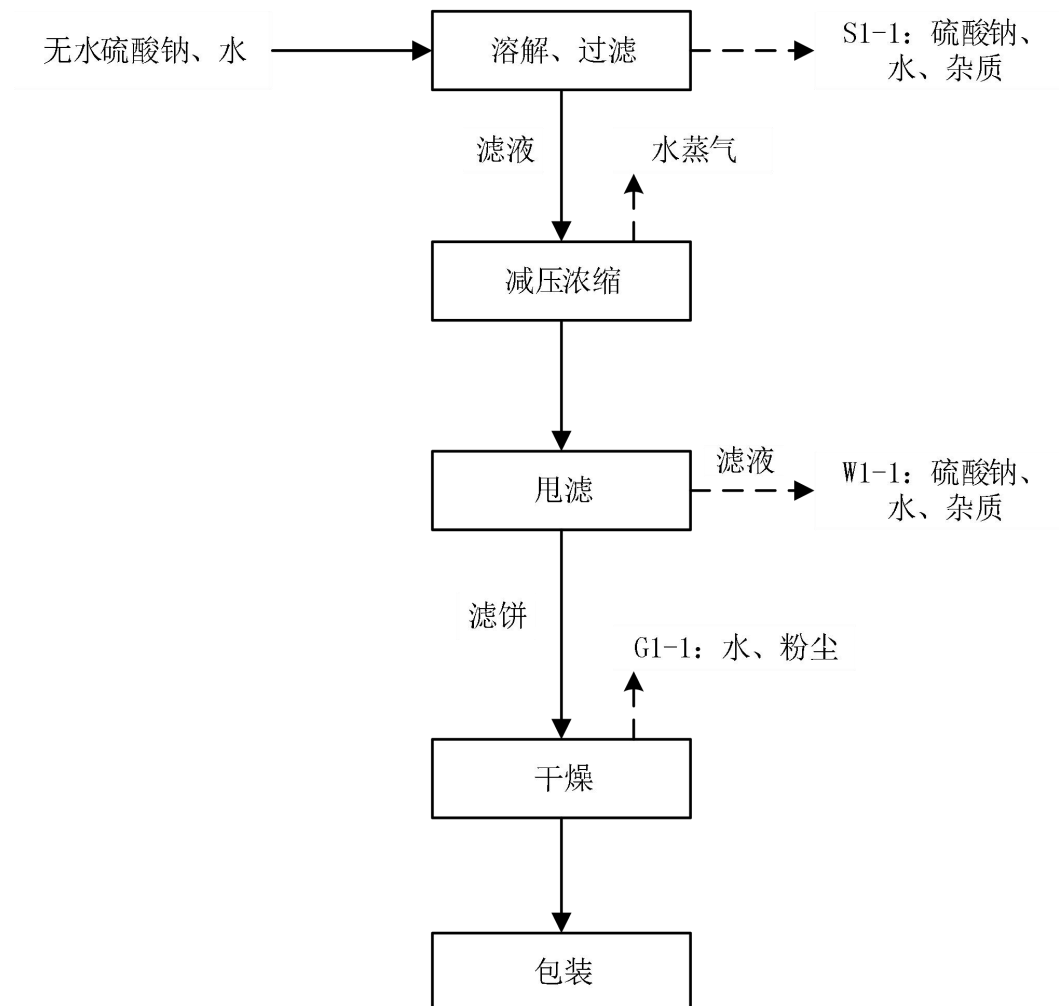 无水硫酸钠、水
溶解、过滤
S1-1：硫酸钠、
水、杂质
滤液
水蒸气
减压浓缩
甩滤
滤液
W1-1：硫酸钠、
水、杂质
滤饼
G1-1：水、粉尘
干燥
包装